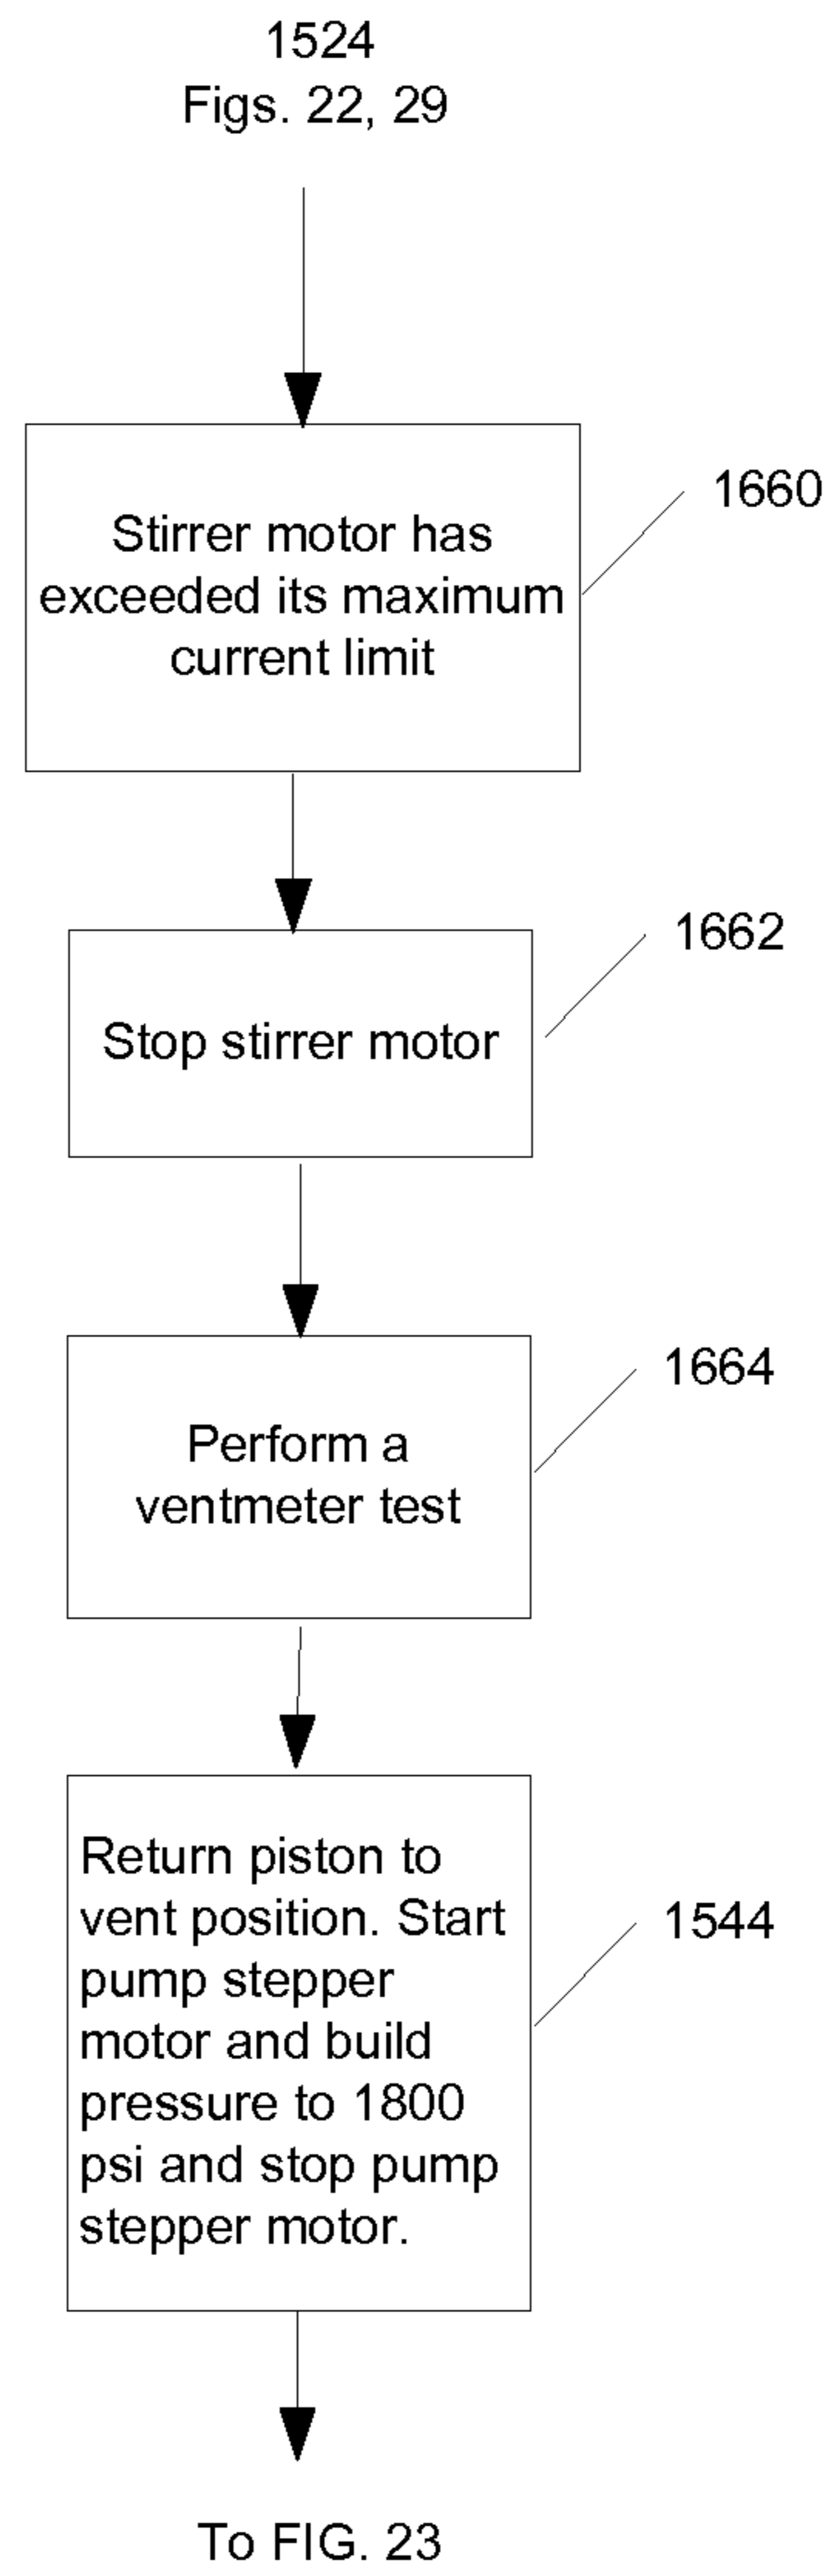 1524
Figs. 22, 29
1660
Stirrer motor has
exceeded its maximum
current limit
1662
Stop stirrer motor
1664
Perform a
ventmeter test
Return piston to
vent position. Start
1544
pump stepper
motor and build
pressure to 1800
psi and stop pump
stepper motor.
To FIG. 23